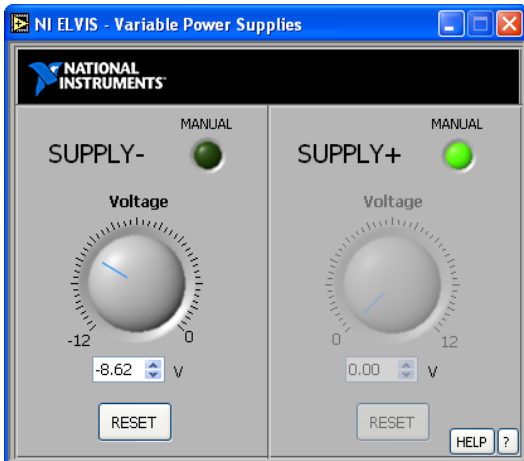 NI ELVIS - Variable Power Supplies
NATIONAL
INSTRUMENTS™
MANUAL
SUPPLY-
Voltage
-12
0
-8.62 V
RESET
MANUAL
SUPPLY+
Voltage
0
12
0.00 V
RESET
HELP ?